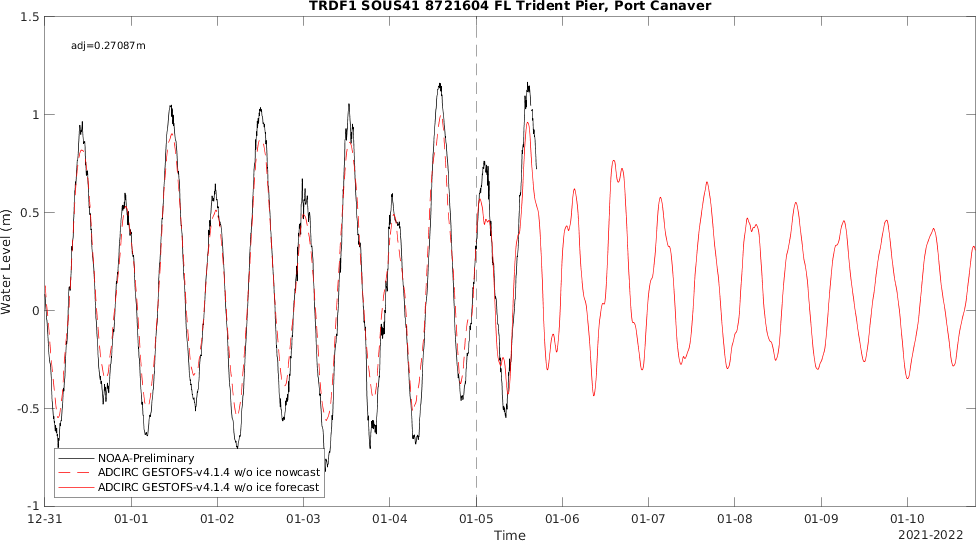 TRDF1 SOUS41 8721604 FL Trident Pier, Port Canaver
adj=0.27087m
Water Level (m)
1.5
1
0.5
0
-0.5
-1
NOAA-Preliminary
ADCIRC GESTOFS-v4.1.4 w/o ice nowcast
ADCIRC GESTOFS-v4.1.4 w/o ice forecast
12-31 01-01 01-02 01-03 01-04 01-05 01-06 01-07 01-08 01-09 01-10
Time
2021-2022